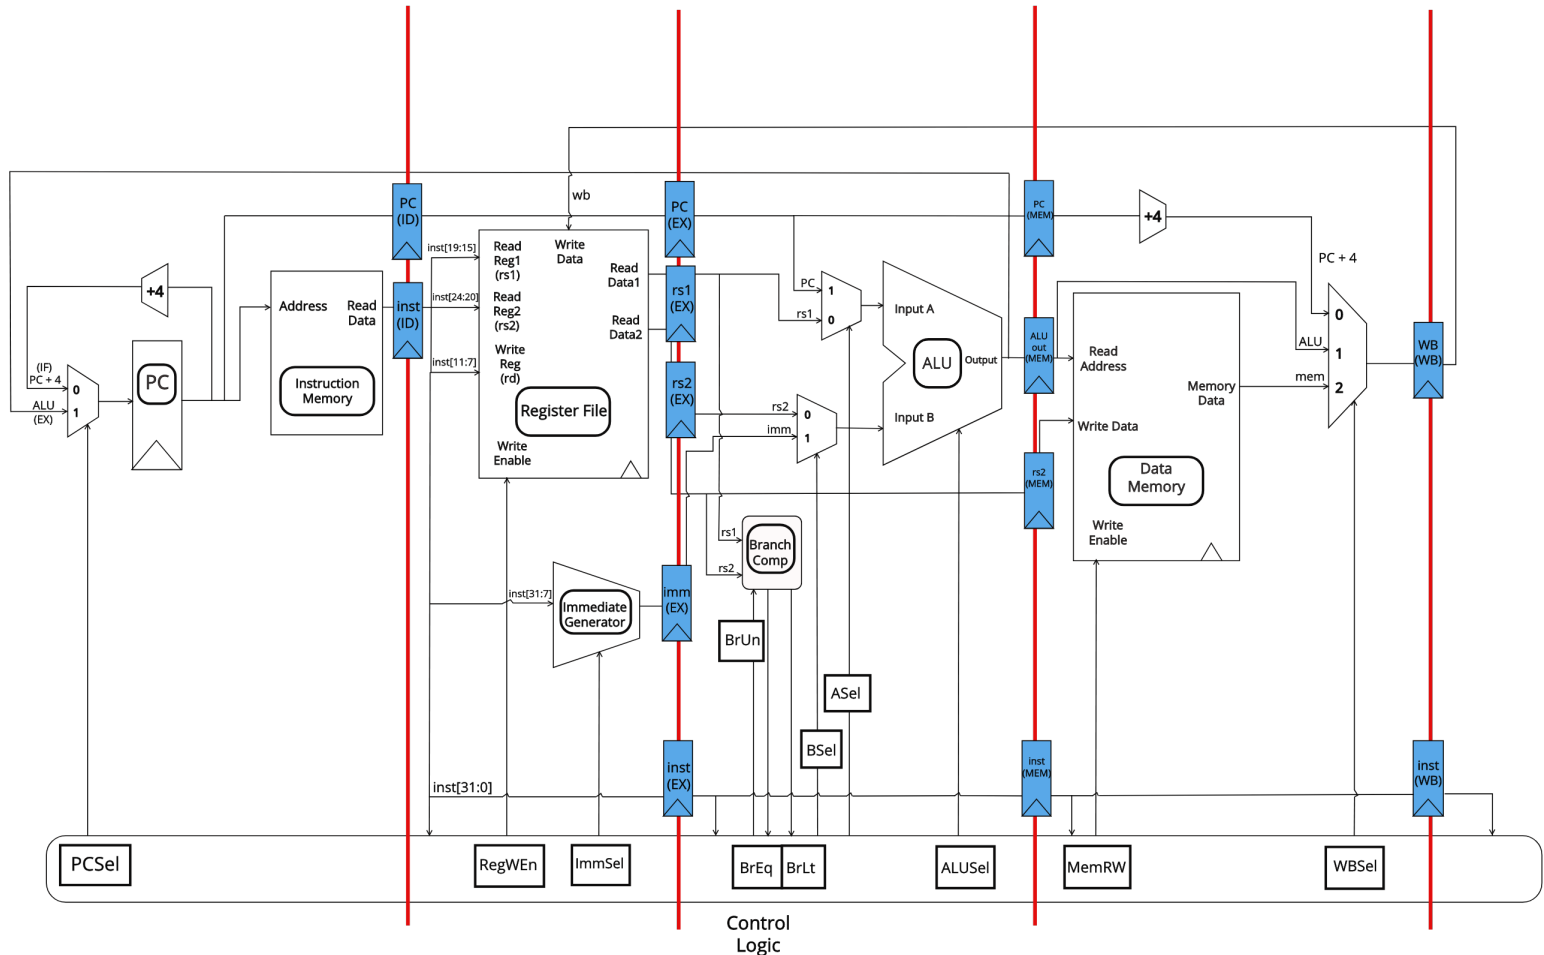 PC
(ID)
inst
(ID)
PC
(EX)
rs1
(EX)
rs2
(EX)
imm
(EX)
inst
(EX)
PC
(MEM)
ALU
out
(MEM)
rs2
(MEM)
inst
(MEM)
WB
(WB)
inst
(WB)
+4
(IF)
PC + 4
ALU
(EX)
0
1
PC
Address
Read
Data
Instruction
Memory
inst[19:15]
inst[24:20]
inst[11:7]
wb
Read
Reg1
(rs1)
Read
Reg2
(rs2)
Write
Reg
(rd)
Write
Data
Read
Data1
Read
Data2
Register File
Write
Enable
inst[31:7]
Immediate
Generator
inst[31:0]
PC
rs1
1
0
rs2
imm
0
1
Input A
ALU
Output
Input B
rs1
rs2
Branch
Comp
BrUn
ASel
BSel
Read
Address
Write Data
Memory
Data
Data
Memory
Write
Enable
+4
PC + 4
ALU
mem
0
1
2
PCSel
RegWEn
ImmSel
BrEq
BrLt
ALUSel
MemRW
WBSel
Control
Logic